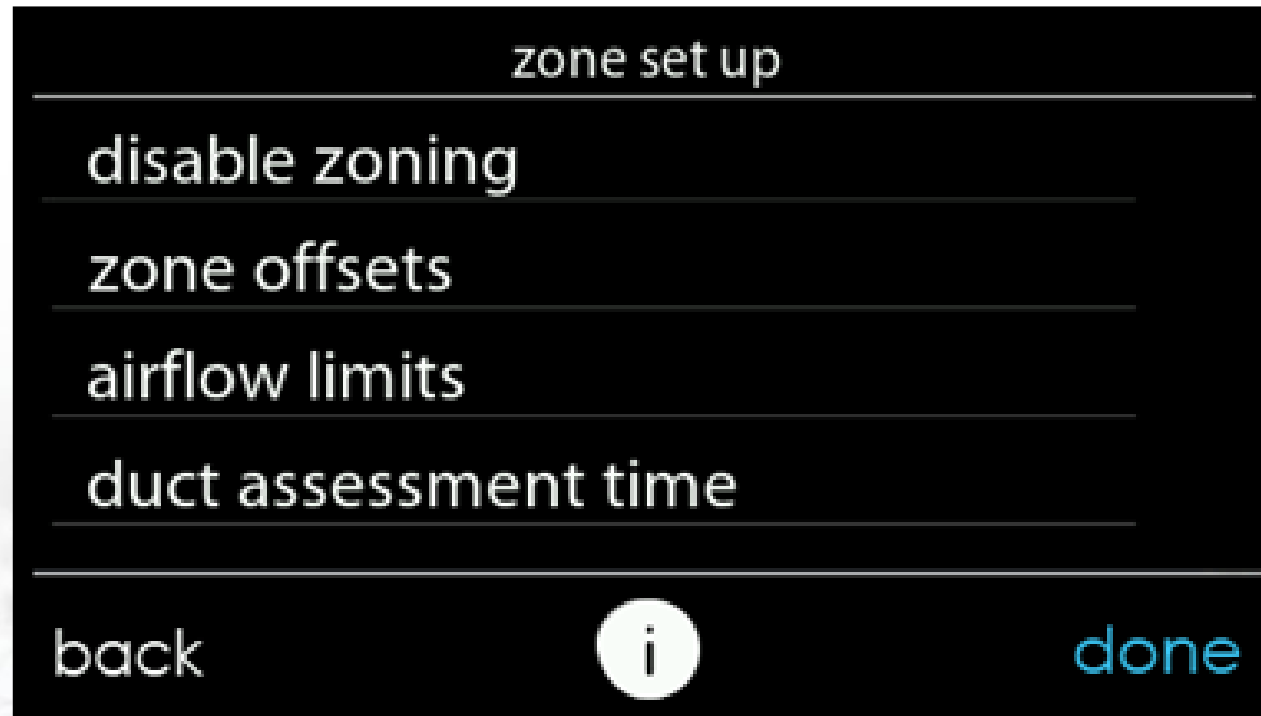 zone set up
disable zoning
zone offsets
airflow limits
duct assessment time
back i done